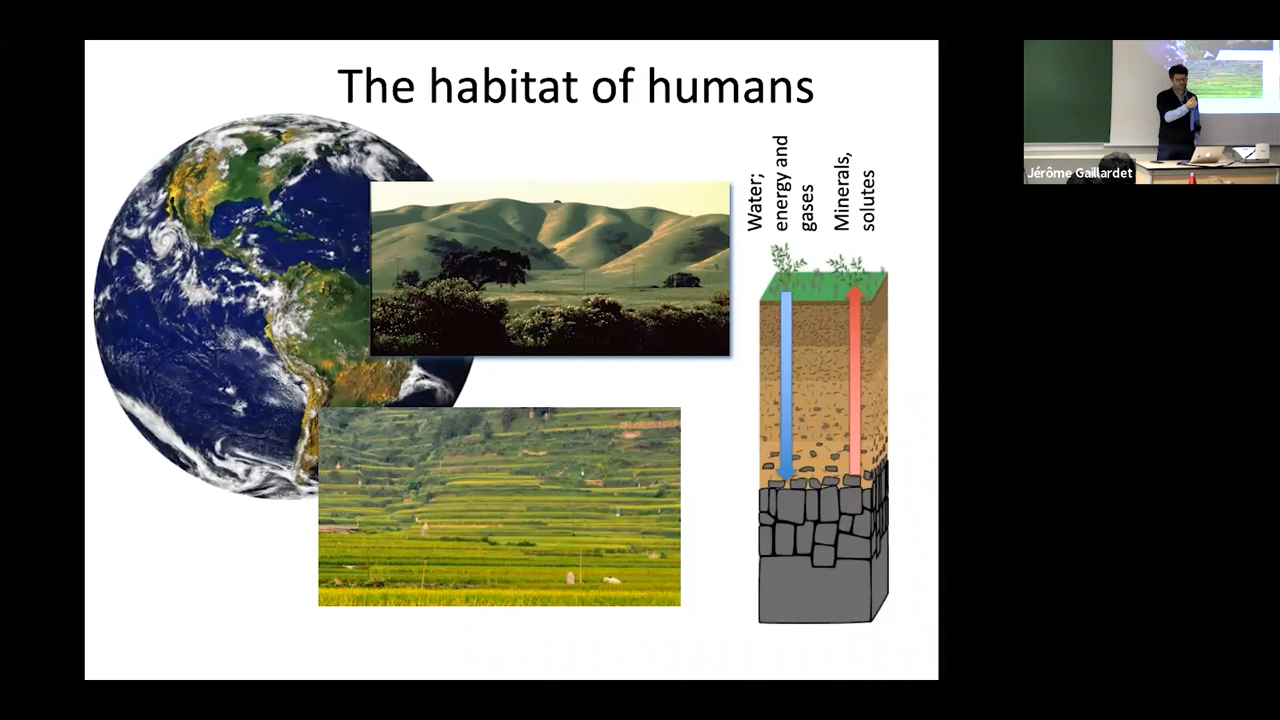 The habitat of humans
Water;
energy and
gases
Minerals,
solutes
Jérôme Gaillardet